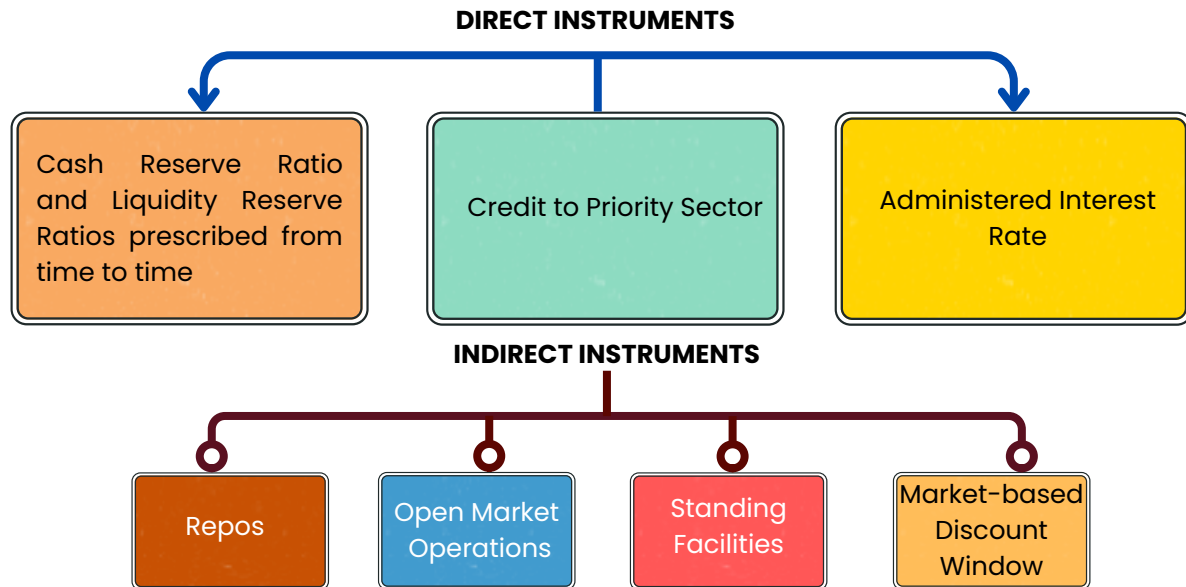 DIRECT INSTRUMENTS
Cash Reserve Ratio
and Liquidity Reserve
Ratios prescribed from
time to time
Credit to Priority Sector
Administered Interest
Rate
INDIRECT INSTRUMENTS
Repos
Open Market
Operations
Standing
Facilities
Market-based
Discount
Window